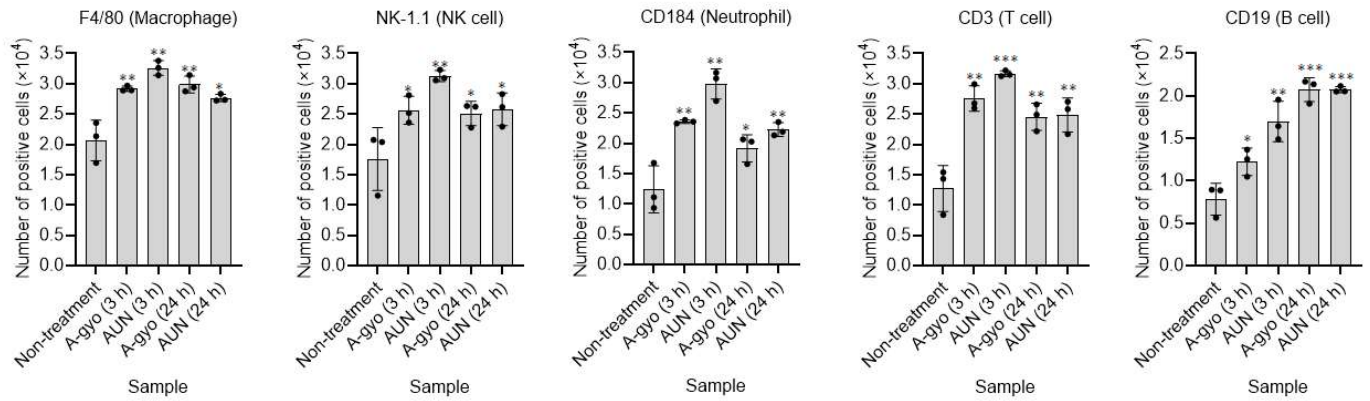 F4/80 (Macrophage)
Number of positive cells (×10⁴)
3.5
3.0
2.5
2.0
1.5
1.0
0.5
0.0
** ** ** *
Non-treatment
A-gyo (3 h)
AUN (3 h)
A-gyo (24 h)
AUN (24 h)
Sample
NK-1.1 (NK cell)
Number of positive cells (×10⁴)
3.5
3.0
2.5
2.0
1.5
1.0
0.5
0.0
* ** * *
Non-treatment
A-gyo (3 h)
AUN (3 h)
A-gyo (24 h)
AUN (24 h)
Sample
CD184 (Neutrophil)
Number of positive cells (×10⁴)
3.5
3.0
2.5
2.0
1.5
1.0
0.5
0.0
** ** * **
Non-treatment
A-gyo (3 h)
AUN (3 h)
A-gyo (24 h)
AUN (24 h)
Sample
CD3 (T cell)
Number of positive cells (×10⁴)
3.5
3.0
2.5
2.0
1.5
1.0
0.5
0.0
** *** ** **
Non-treatment
A-gyo (3 h)
AUN (3 h)
A-gyo (24 h)
AUN (24 h)
Sample
CD19 (B cell)
Number of positive cells (×10⁴)
2.5
2.0
1.5
1.0
0.5
0.0
* ** *** ***
Non-treatment
A-gyo (3 h)
AUN (3 h)
A-gyo (24 h)
AUN (24 h)
Sample